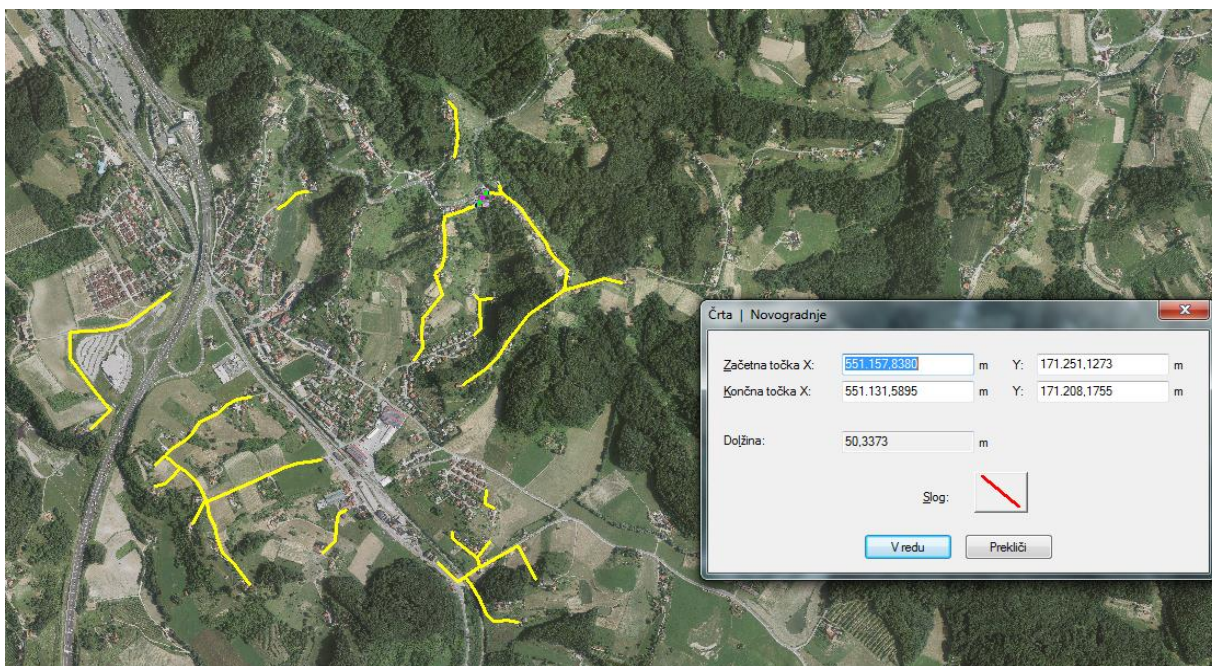 Črta | Novogradnje
Začetna točka X: 551.157,8380 m Y: 171.251,1273 m
Končna točka X: 551.131,5895 m Y: 171.208,1755 m
Dolžina: 50,3373 m
Slog:
V redu Prekliči